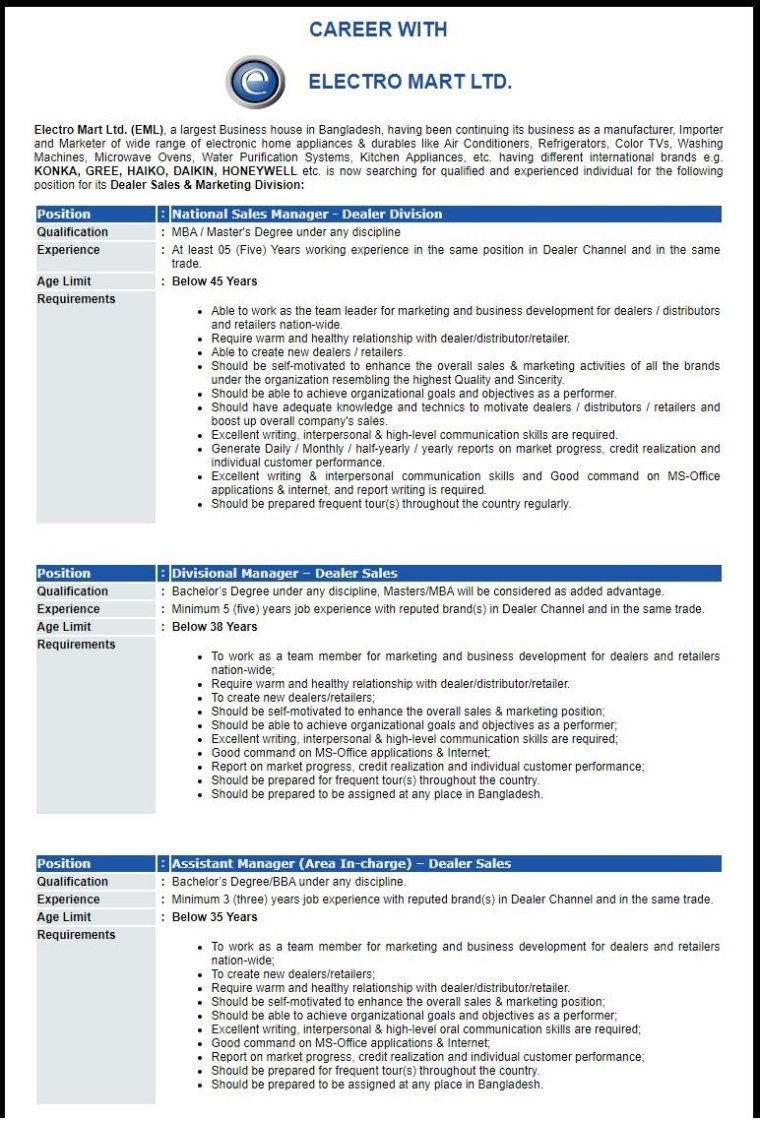 CAREER WITH
e ELECTRO MART LTD.
Electro Mart Ltd. (EML), a largest Business house in Bangladesh, having been continuing its business as a manufacturer, Importer
and Marketer of wide range of electronic home appliances & durables like Air Conditioners, Refrigerators, Color TVs, Washing
Machines, Microwave Ovens, Water Purification Systems, Kitchen Appliances, etc. having different international brands e.g.
KONKA, GREE, HAIKO, DAIKIN, HONEYWELL etc. is now searching for qualified and experienced individual for the following
position for its Dealer Sales & Marketing Division:
Position : National Sales Manager - Dealer Division
Qualification : MBA / Master's Degree under any discipline
Experience : At least 05 (Five) Years working experience in the same position in Dealer Channel and in the same
trade.
Age Limit : Below 45 Years
Requirements
• Able to work as the team leader for marketing and business development for dealers / distributors
and retailers nation-wide.
• Require warm and healthy relationship with dealer/distributor/retailer.
• Able to create new dealers / retailers.
• Should be self-motivated to enhance the overall sales & marketing activities of all the brands
under the organization resembling the highest Quality and Sincerity.
• Should be able to achieve organizational goals and objectives as a performer.
• Should have adequate knowledge and technics to motivate dealers / distributors / retailers and
boost up overall company's sales.
• Excellent writing, interpersonal & high-level communication skills are required.
• Generate Daily / Monthly / half-yearly / yearly reports on market progress, credit realization and
individual customer performance.
• Excellent writing & interpersonal communication skills and Good command on MS-Office
applications & internet, and report writing is required.
• Should be prepared frequent tour(s) throughout the country regularly.
Position : Divisional Manager – Dealer Sales
Qualification : Bachelor's Degree under any discipline, Masters/MBA will be considered as added advantage.
Experience : Minimum 5 (five) years job experience with reputed brand(s) in Dealer Channel and in the same trade.
Age Limit : Below 38 Years
Requirements
• To work as a team member for marketing and business development for dealers and retailers
nation-wide;
• Require warm and healthy relationship with dealer/distributor/retailer.
• To create new dealers/retailers;
• Should be self-motivated to enhance the overall sales & marketing position;
• Should be able to achieve organizational goals and objectives as a performer;
• Excellent writing, interpersonal & high-level communication skills are required;
• Good command on MS-Office applications & Internet;
• Report on market progress, credit realization and individual customer performance;
• Should be prepared for frequent tour(s) throughout the country.
• Should be prepared to be assigned at any place in Bangladesh.
Position : Assistant Manager (Area In-charge) – Dealer Sales
Qualification : Bachelor's Degree/BBA under any discipline.
Experience : Minimum 3 (three) years job experience with reputed brand(s) in Dealer Channel and in the same trade.
Age Limit : Below 35 Years
Requirements
• To work as a team member for marketing and business development for dealers and retailers
nation-wide;
• To create new dealers/retailers;
• Require warm and healthy relationship with dealer/distributor/retailer.
• Should be self-motivated to enhance the overall sales & marketing position;
• Should be able to achieve organizational goals and objectives as a performer;
• Excellent writing, interpersonal & high-level oral communication skills are required;
• Good command on MS-Office applications & Internet;
• Report on market progress, credit realization and individual customer performance;
• Should be prepared for frequent tour(s) throughout the country.
• Should be prepared to be assigned at any place in Bangladesh.